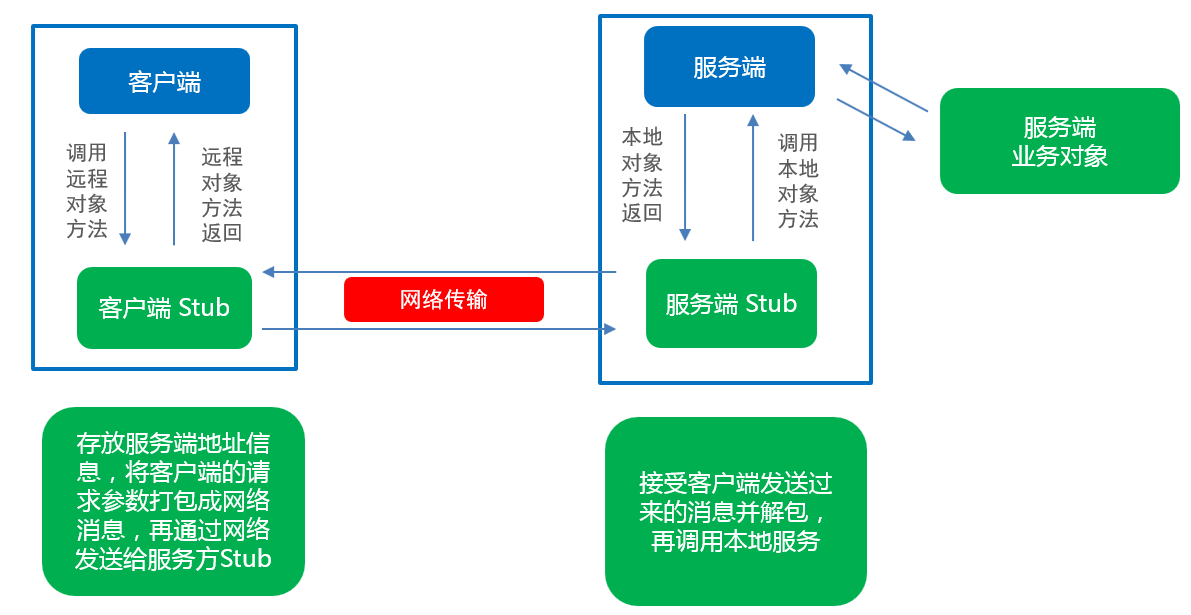 客户端
调用
远程
对象
方法
远程
对象
方法
返回
客户端 Stub
网络传输
服务端
本地
对象
方法
返回
调用
本地
对象
方法
服务端 Stub
服务端
业务对象
存放服务端地址信
息，将客户端的请
求参数打包成网络
消息，再通过网络
发送给服务方Stub
接受客户端发送过
来的消息并解包，
再调用本地服务